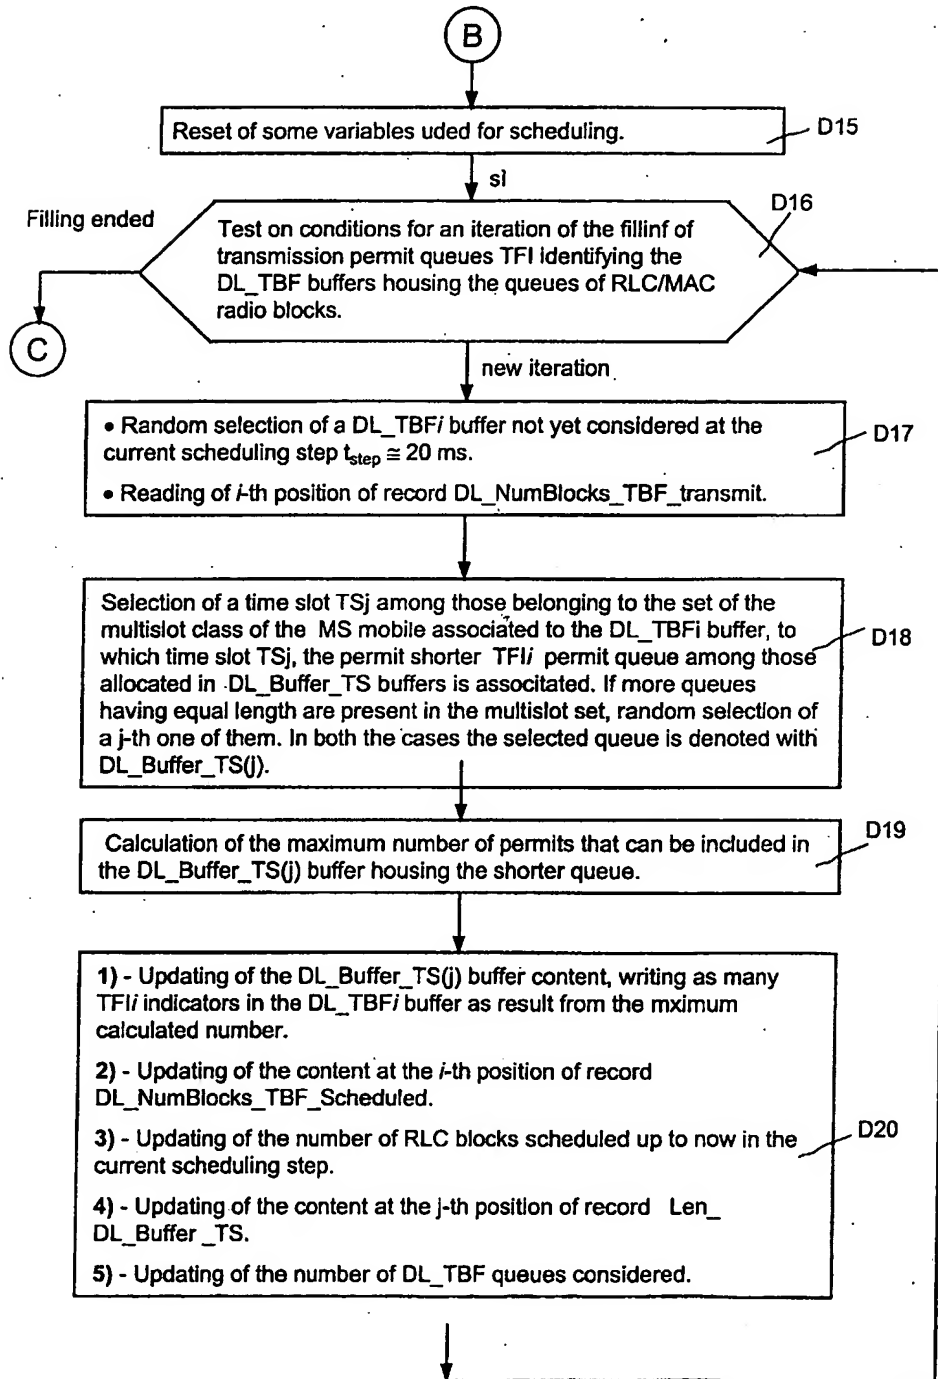 B
Reset of some variables uded for scheduling.
D15
si
Filling ended
D16
Test on conditions for an iteration of the fillinf of
transmission permit queues TFI identifying the
DL_TBF buffers housing the queues of RLC/MAC
radio blocks.
C
new iteration
• Random selection of a DL_TBFi buffer not yet considered at the
current scheduling step tstep ≅ 20 ms.
• Reading of i-th position of record DL_NumBlocks_TBF_transmit.
D17
Selection of a time slot TSj among those belonging to the set of the
multislot class of the MS mobile associated to the DL_TBFi buffer, to
which time slot TSj, the permit shorter TFIi permit queue among those
allocated in DL_Buffer_TS buffers is associtated. If more queues
having equal length are present in the multislot set, random selection of
a j-th one of them. In both the cases the selected queue is denoted with
DL_Buffer_TS(j).
D18
Calculation of the maximum number of permits that can be included in
the DL_Buffer_TS(j) buffer housing the shorter queue.
D19
1) - Updating of the DL_Buffer_TS(j) buffer content, writing as many
TFIi indicators in the DL_TBFi buffer as result from the mximum
calculated number.
2) - Updating of the content at the i-th position of record
DL_NumBlocks_TBF_Scheduled.
3) - Updating of the number of RLC blocks scheduled up to now in the
current scheduling step.
4) - Updating of the content at the j-th position of record Len_
DL_Buffer _TS.
5) - Updating of the number of DL_TBF queues considered.
D20